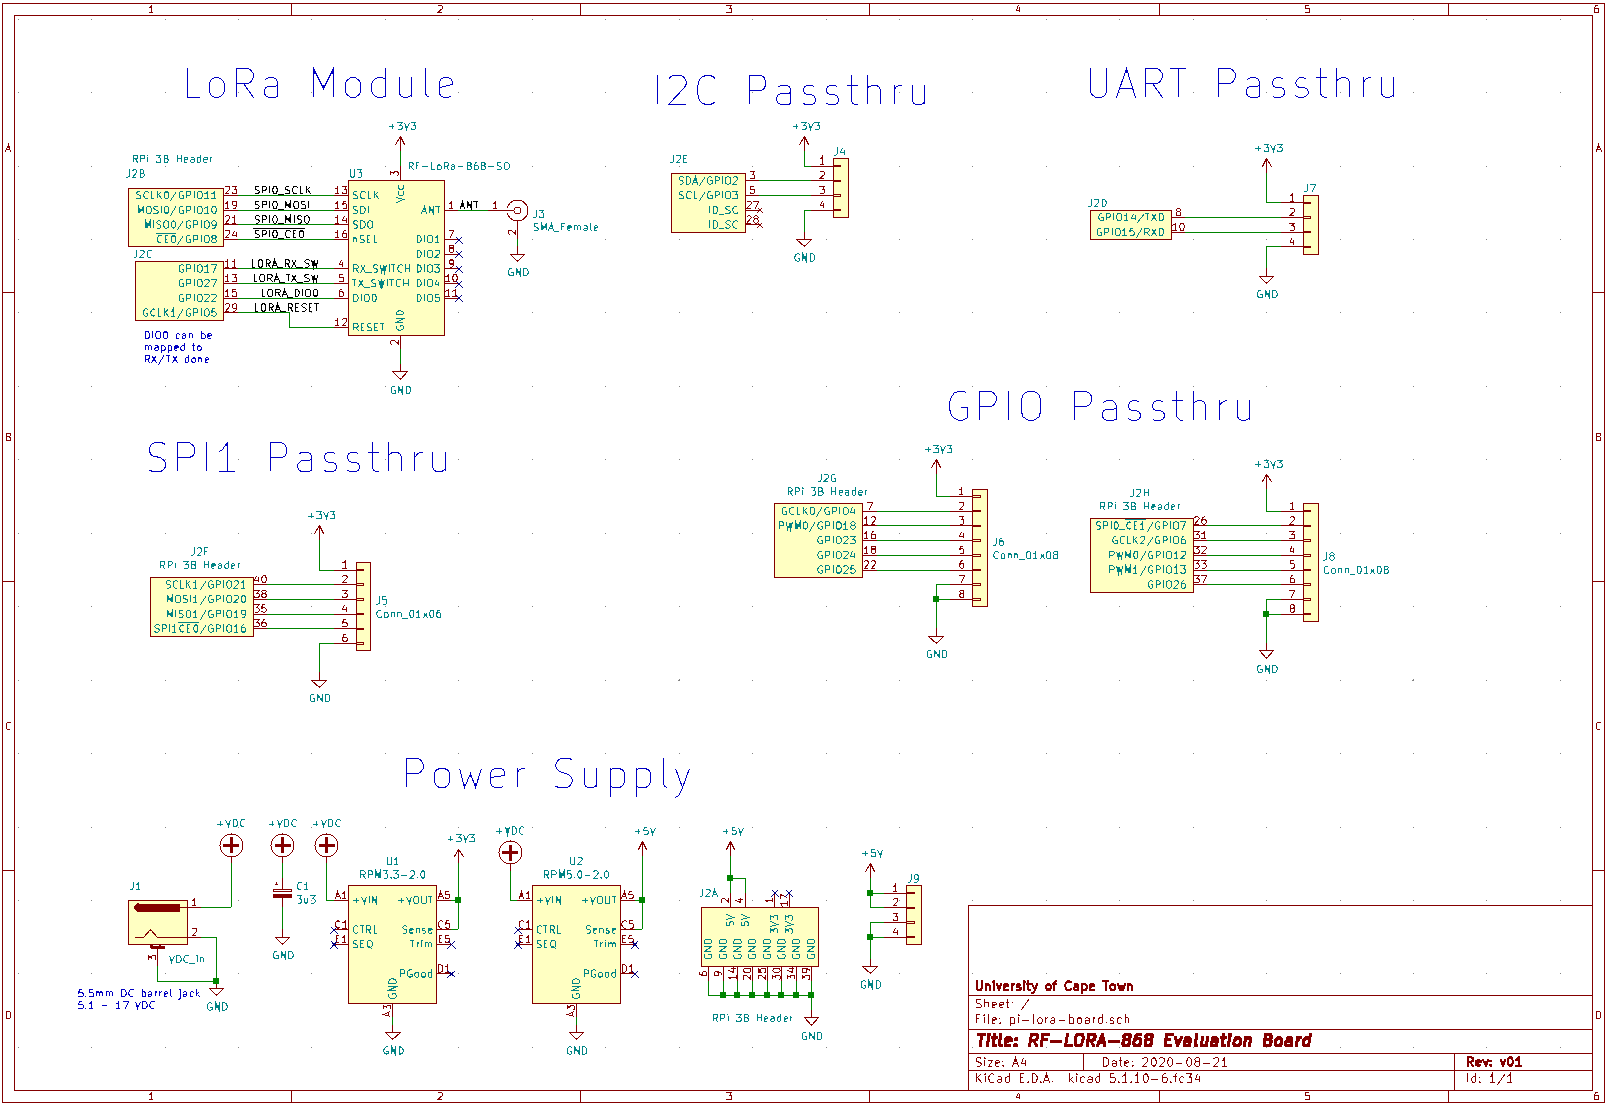 1 2 3 4 5 6
A
B
C
D
LoRa Module
RPi 3B Header
J2B
SCLK0/GPIO11 23 SPI0_SCLK 13 SCLK
MOSI0/GPIO10 19 SPI0_MOSI 15 SDI
MISO0/GPIO9 21 SPI0_MISO 14 SDO
CE0/GPIO8 24 SPI0_CE0 16 nSEL
J2C
GPIO17 11 LORA_RX_SW 4 RX_SWITCH
GPIO27 13 LORA_TX_SW 5 TX_SWITCH
GPIO22 15 LORA_DIO0 6 DIO0
GCLK1/GPIO5 29 LORA_RESET
12 RESET
DIO0 can be
mapped to
RX/TX done
+3V3
U3
RF-LoRa-868-SO
3
Vcc
ANT 1 ANT 1
J3
SMA_Female
2
GND
DIO1 7
DIO2 8
DIO3 9
DIO4 10
DIO5 11
GND
2
GND
I2C Passthru
+3V3
J4
J2E
1
SDA/GPIO2 3 2
SCL/GPIO3 5 3
ID_SC 27 4
ID_SC 28
GND
UART Passthru
+3V3
J7
J2D
1
GPIO14/TXD 8 2
GPIO15/RXD 10 3
4
GND
SPI1 Passthru
+3V3
J2F
RPi 3B Header
1
SCLK1/GPIO21 40 2
MOSI1/GPIO20 38 3
MISO1/GPIO19 35 4
SPI1CE0/GPIO16 36 5
6
J5
Conn_01x06
GND
GPIO Passthru
+3V3
J2G
RPi 3B Header
1
GCLK0/GPIO4 7 2
PWM0/GPIO18 12 3
GPIO23 16 4
GPIO24 18 5
GPIO25 22 6
7
8
J6
Conn_01x08
GND
+3V3
J2H
RPi 3B Header
1
SPI0_CE1/GPIO7 26 2
GCLK2/GPIO6 31 3
PWM0/GPIO12 32 4
PWM1/GPIO13 33 5
GPIO26 37 6
7
8
J8
Conn_01x08
GND
Power Supply
+VDC
J1
1
2
3
VDC_In
GND
5.5mm DC barrel jack
5.1 - 17 VDC
+VDC
C1
3u3
GND
+VDC
U1
RPM3.3-2.0
+3V3
A1 +VIN +VOUT A5
C1 CTRL Sense C5
E1 SEQ Trim E5
PGood D1
GND
A3
GND
+VDC
U2
RPM5.0-2.0
+5V
A1 +VIN +VOUT A5
C1 CTRL Sense C5
E1 SEQ Trim E5
PGood D1
GND
A3
GND
+5V
J2A
2 4 1 17
5V 5V 3V3 3V3
GND GND GND GND GND GND GND GND
6 9 14 20 25 30 34 39
RPi 3B Header
GND
+5V
J9
1
2
3
4
GND
University of Cape Town
Sheet: /
File: pi-lora-board.sch
Title: RF-LORA-868 Evaluation Board
Size: A4 Date: 2020-08-21 Rev: v01
KiCad E.D.A. kicad 5.1.10-6.fc34 Id: 1/1
A
B
C
D
1 2 3 4 5 6